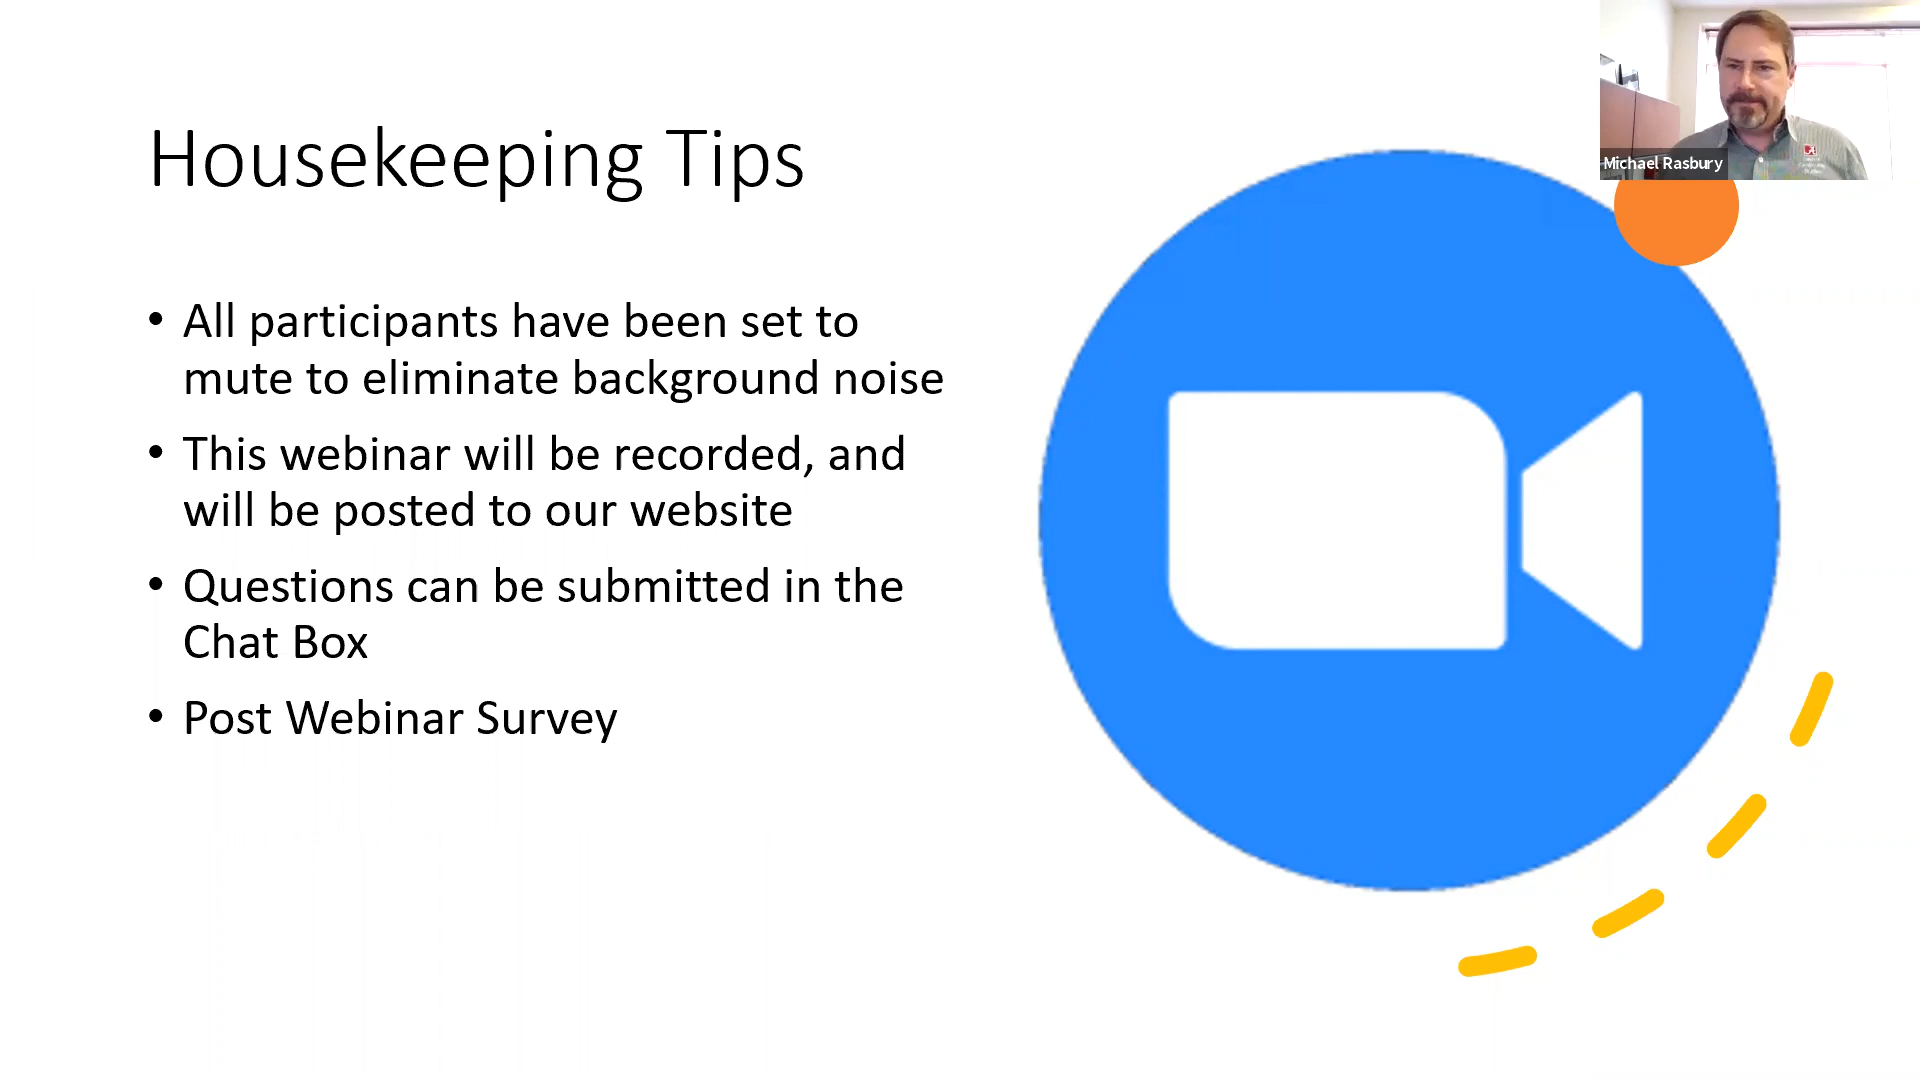 Housekeeping Tips
• All participants have been set to
mute to eliminate background noise
• This webinar will be recorded, and
will be posted to our website
• Questions can be submitted in the
Chat Box
• Post Webinar Survey
Michael Rasbury